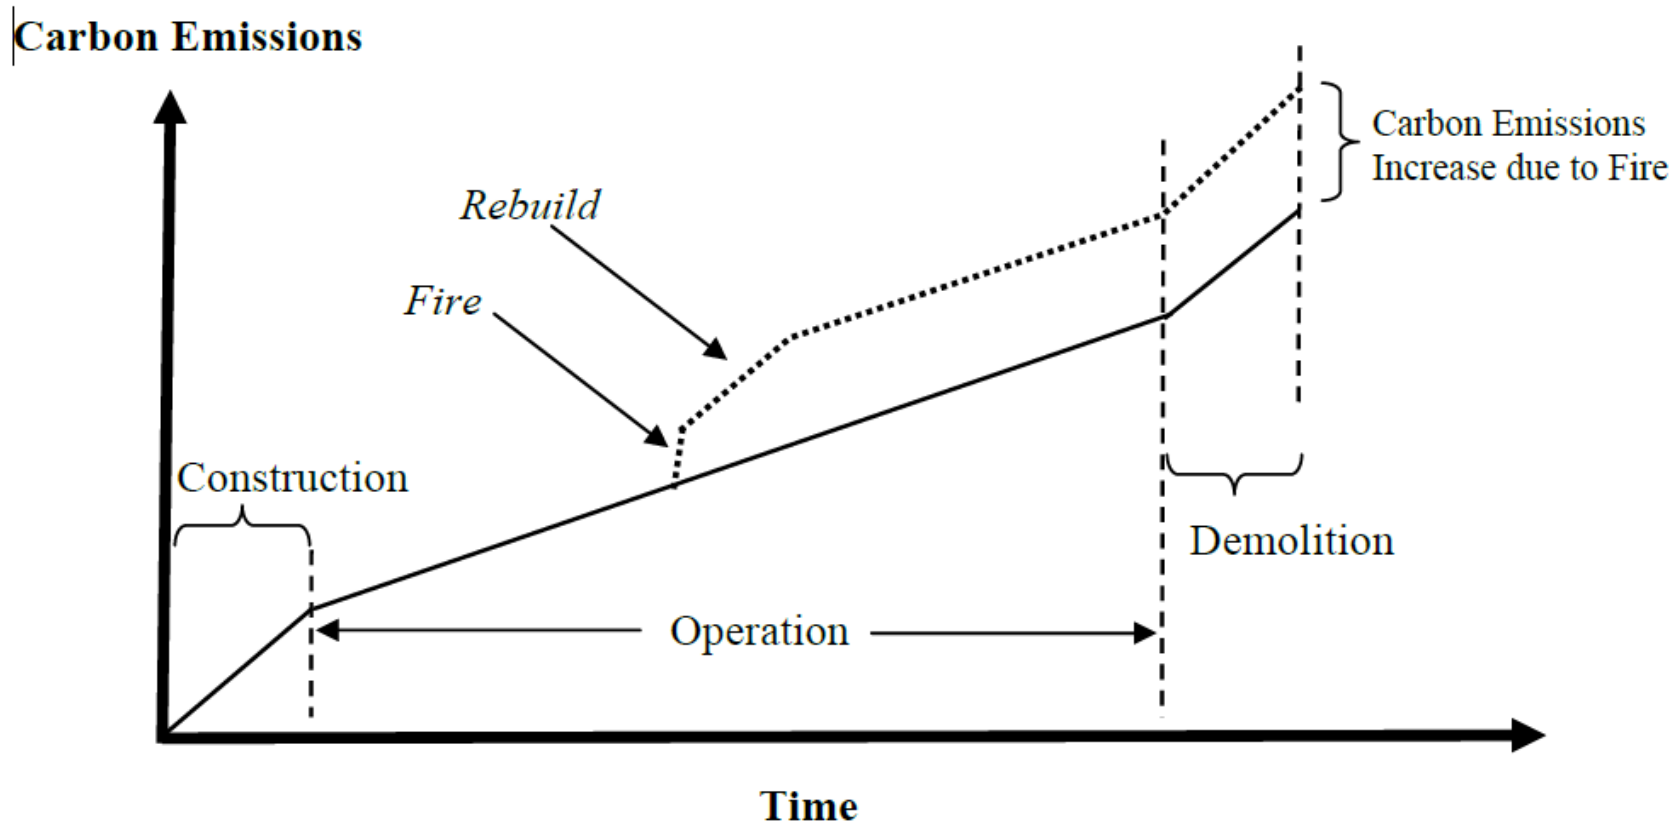 Carbon Emissions
Carbon Emissions
Increase due to Fire
Rebuild
Fire
Construction
Demolition
Operation
Time